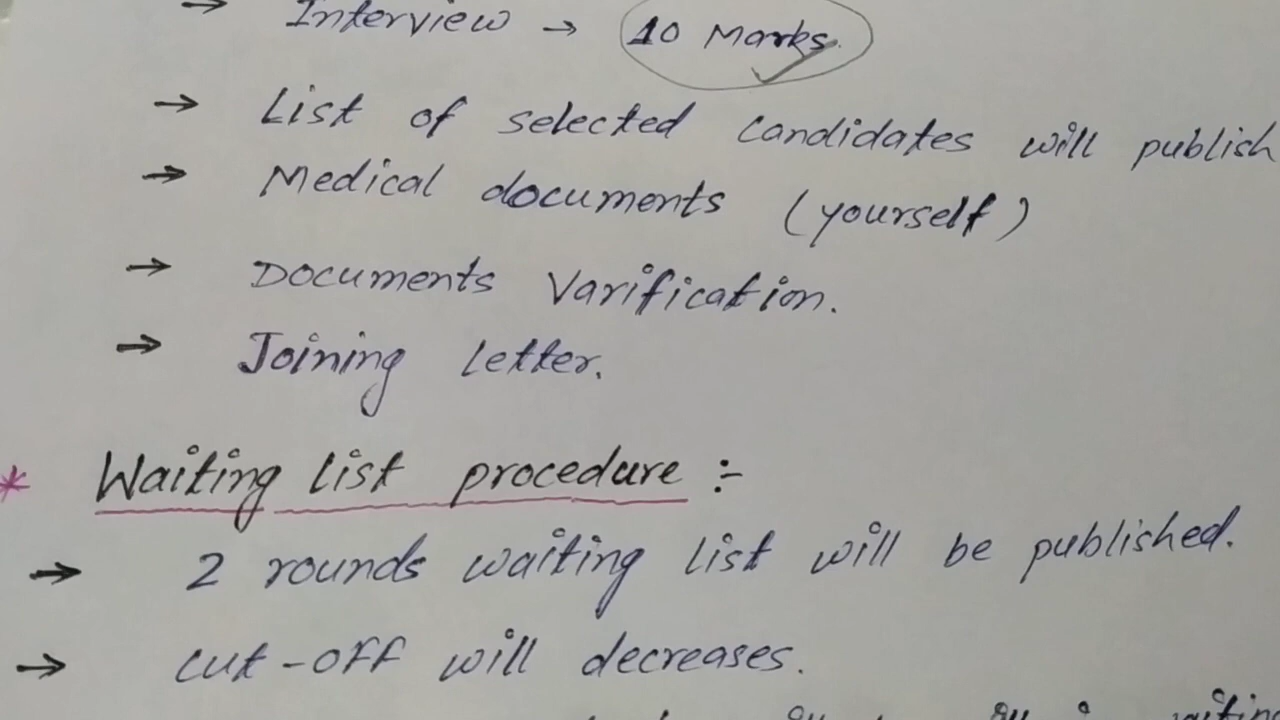 → Interview → 10 Marks.
→ List of selected candidates will publish
→ Medical documents (yourself)
→ Documents Varification.
→ Joining letter.
* Waiting list procedure :-
→ 2 rounds waiting list will be published.
→ cut-off will decreases.
waiting